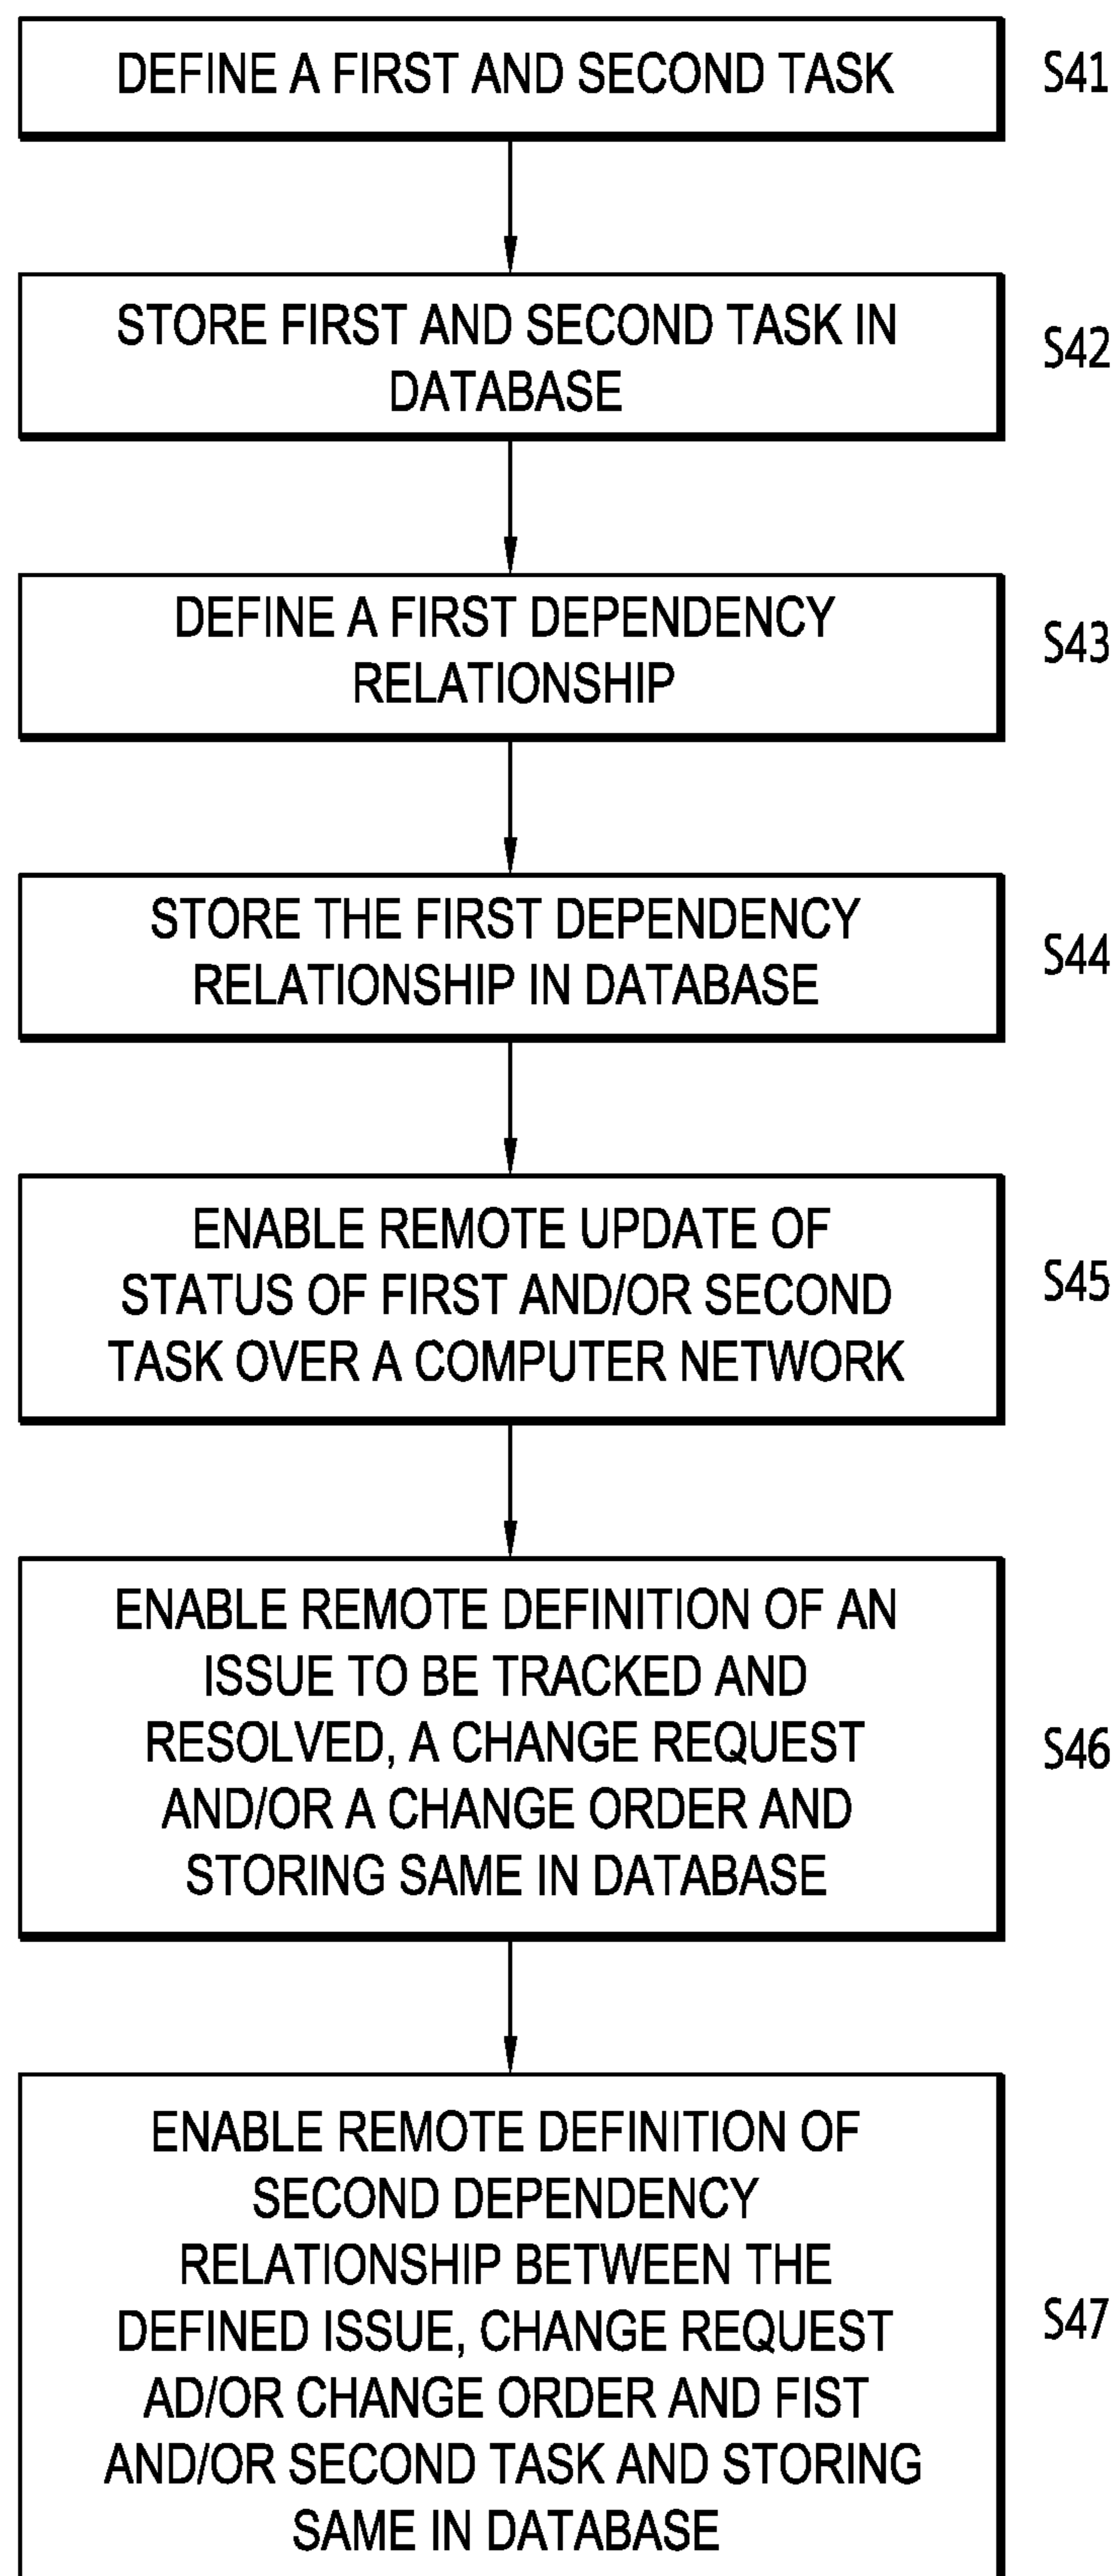 DEFINE A FIRST AND SECOND TASK
S41
STORE FIRST AND SECOND TASK IN
DATABASE
S42
DEFINE A FIRST DEPENDENCY
RELATIONSHIP
S43
STORE THE FIRST DEPENDENCY
RELATIONSHIP IN DATABASE
S44
ENABLE REMOTE UPDATE OF
STATUS OF FIRST AND/OR SECOND
TASK OVER A COMPUTER NETWORK
S45
ENABLE REMOTE DEFINITION OF AN
ISSUE TO BE TRACKED AND
RESOLVED, A CHANGE REQUEST
AND/OR A CHANGE ORDER AND
STORING SAME IN DATABASE
S46
ENABLE REMOTE DEFINITION OF
SECOND DEPENDENCY
RELATIONSHIP BETWEEN THE
DEFINED ISSUE, CHANGE REQUEST
AD/OR CHANGE ORDER AND FIST
AND/OR SECOND TASK AND STORING
SAME IN DATABASE
S47